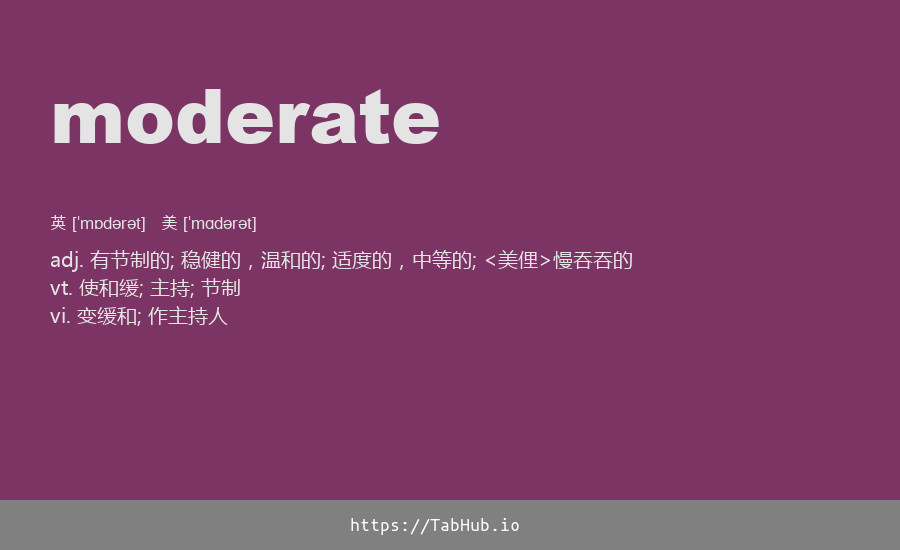 moderate
英 [ˈmɒdərət] 美 [ˈmɑdərət]
adj. 有节制的; 稳健的，温和的; 适度的，中等的; <美俚>慢吞吞的
vt. 使和缓; 主持; 节制
vi. 变缓和; 作主持人
https://TabHub.io